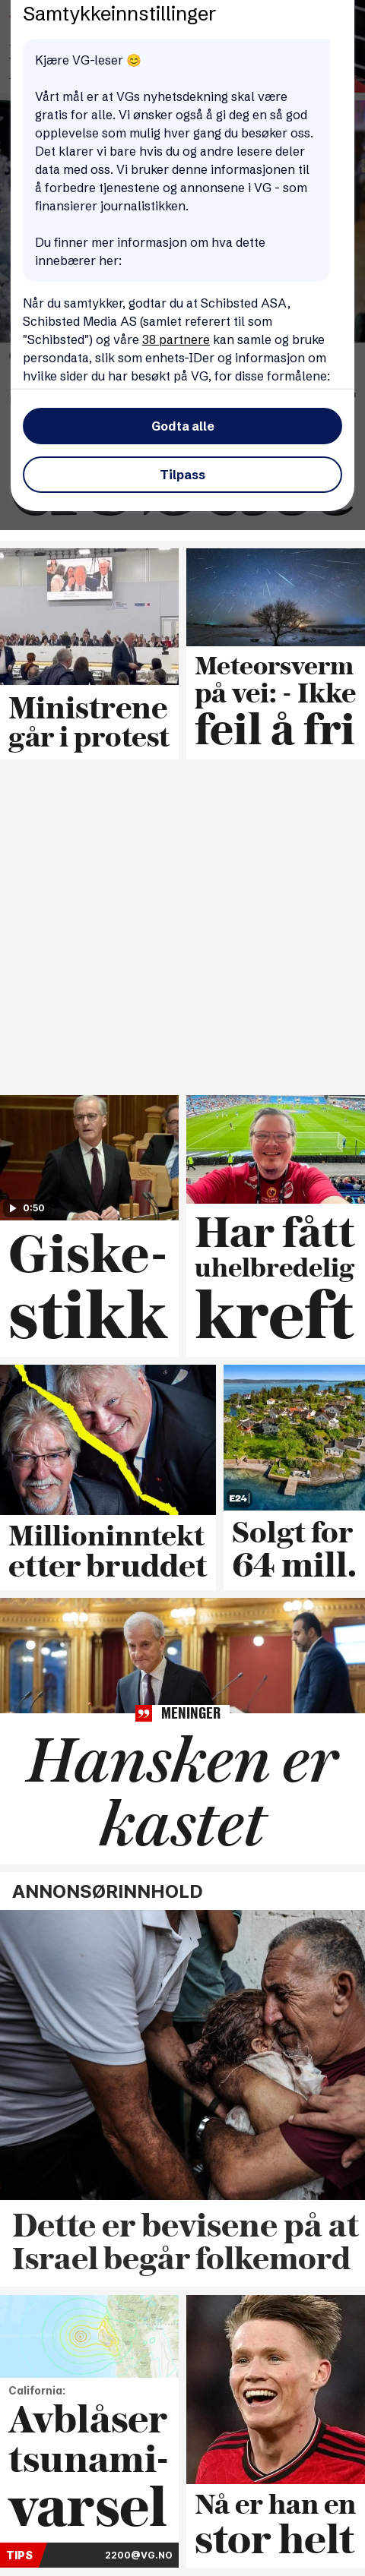 Samtykkeinnstillinger
Kjære VG-leser 😊
Vårt mål er at VGs nyhetsdekning skal være
gratis for alle. Vi ønsker også å gi deg en så god
opplevelse som mulig hver gang du besøker oss.
Det klarer vi bare hvis du og andre lesere deler
data med oss. Vi bruker denne informasjonen til
å forbedre tjenestene og annonsene i VG - som
finansierer journalistikken.
Du finner mer informasjon om hva dette
innebærer her:
Når du samtykker, godtar du at Schibsted ASA,
Schibsted Media AS (samlet referert til som
"Schibsted") og våre 38 partnere kan samle og bruke
persondata, slik som enhets-IDer og informasjon om
hvilke sider du har besøkt på VG, for disse formålene:
Godta alle
Tilpass
Ministrene
går i protest
Meteorsverm
på vei: - Ikke
feil å fri
0:50
Giske-
stikk
Har fått
uhelbredelig
kreft
Millioninntekt
etter bruddet
E24
Solgt for
64 mill.
MENINGER
Hansken er
kastet
ANNONSØRINNHOLD
Dette er bevisene på at
Israel begår folkemord
California:
Avblåser
tsunami-
varsel
TIPS 2200@VG.NO
Nå er han en
stor helt